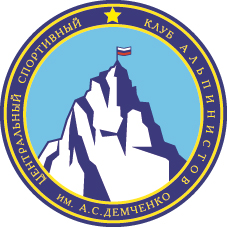 ЦЕНТРАЛЬНЫЙ СПОРТИВНЫЙ КЛУБ АЛЬПИНИСТОВ
ИМ. А.С. ДЕМЧЕНКО